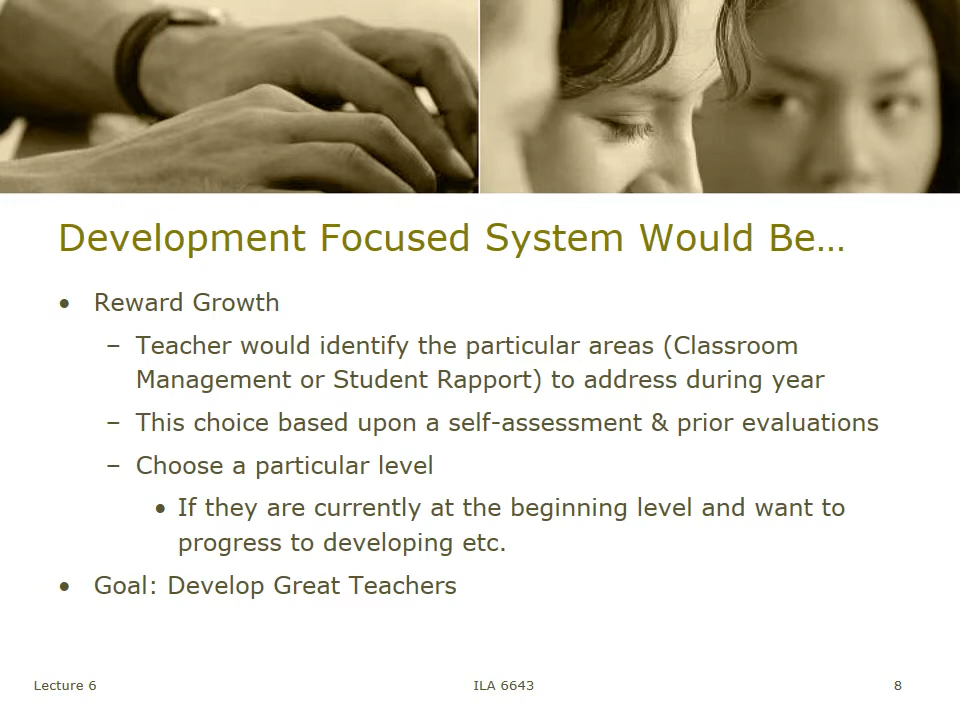 Development Focused System Would Be…
• Reward Growth
– Teacher would identify the particular areas (Classroom
Management or Student Rapport) to address during year
– This choice based upon a self-assessment & prior evaluations
– Choose a particular level
• If they are currently at the beginning level and want to
progress to developing etc.
• Goal: Develop Great Teachers
Lecture 6
ILA 6643
8